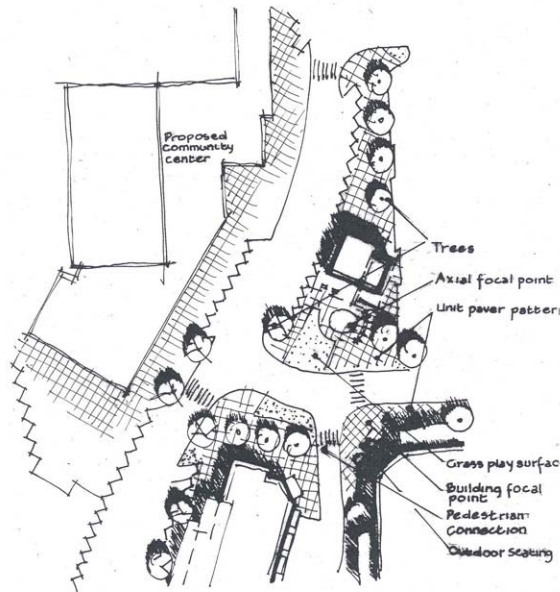 Proposed
community
center
Trees
Axial focal point
Unit paver pattern
Grass play surface
Building focal
point
Pedestrian
Connection
Outdoor seating